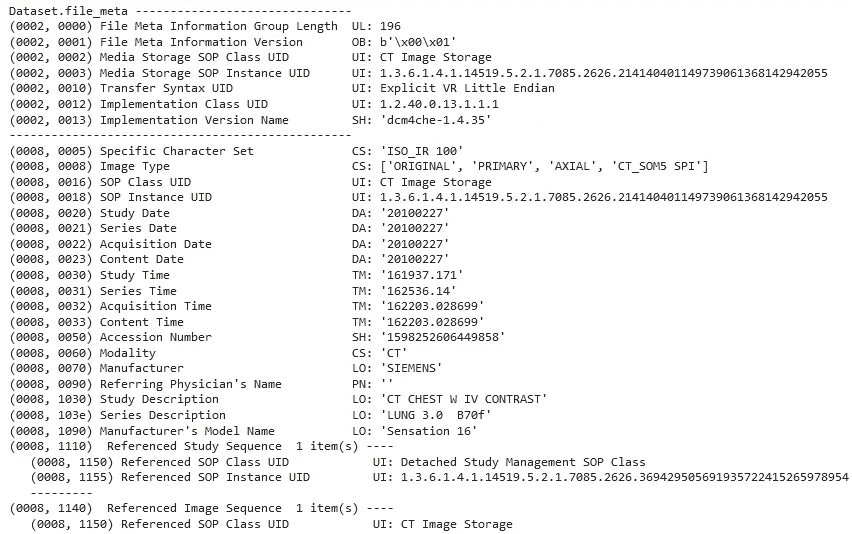 Dataset.file_meta -------------------------------
(0002, 0000) File Meta Information Group Length  UL: 196
(0002, 0001) File Meta Information Version       OB: b'\x00\x01'
(0002, 0002) Media Storage SOP Class UID         UI: CT Image Storage
(0002, 0003) Media Storage SOP Instance UID      UI: 1.3.6.1.4.1.14519.5.2.1.7085.2626.214140401149739061368142942055
(0002, 0010) Transfer Syntax UID                 UI: Explicit VR Little Endian
(0002, 0012) Implementation Class UID            UI: 1.2.40.0.13.1.1.1
(0002, 0013) Implementation Version Name         SH: 'dcm4che-1.4.35'
-------------------------------------------------
(0008, 0005) Specific Character Set              CS: 'ISO_IR 100'
(0008, 0008) Image Type                          CS: ['ORIGINAL', 'PRIMARY', 'AXIAL', 'CT_SOM5 SPI']
(0008, 0016) SOP Class UID                       UI: CT Image Storage
(0008, 0018) SOP Instance UID                    UI: 1.3.6.1.4.1.14519.5.2.1.7085.2626.214140401149739061368142942055
(0008, 0020) Study Date                          DA: '20100227'
(0008, 0021) Series Date                         DA: '20100227'
(0008, 0022) Acquisition Date                    DA: '20100227'
(0008, 0023) Content Date                        DA: '20100227'
(0008, 0030) Study Time                          TM: '161937.171'
(0008, 0031) Series Time                         TM: '162536.14'
(0008, 0032) Acquisition Time                    TM: '162203.028699'
(0008, 0033) Content Time                        TM: '162203.028699'
(0008, 0050) Accession Number                    SH: '1598252606449858'
(0008, 0060) Modality                            CS: 'CT'
(0008, 0070) Manufacturer                        LO: 'SIEMENS'
(0008, 0090) Referring Physician's Name          PN: ''
(0008, 1030) Study Description                   LO: 'CT CHEST W IV CONTRAST'
(0008, 103e) Series Description                  LO: 'LUNG 3.0  B70f'
(0008, 1090) Manufacturer's Model Name           LO: 'Sensation 16'
(0008, 1110)  Referenced Study Sequence  1 item(s) ----
   (0008, 1150) Referenced SOP Class UID            UI: Detached Study Management SOP Class
   (0008, 1155) Referenced SOP Instance UID         UI: 1.3.6.1.4.1.14519.5.2.1.7085.2626.369429505691935722415265978954
   ---------
(0008, 1140)  Referenced Image Sequence  1 item(s) ----
   (0008, 1150) Referenced SOP Class UID            UI: CT Image Storage